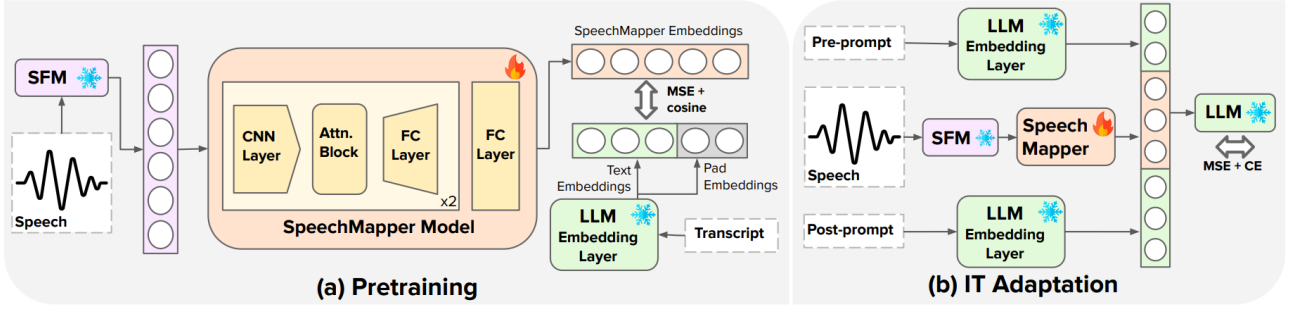 SFM
Speech
CNN
Layer
Attn.
Block
FC
Layer
x2
FC
Layer
SpeechMapper Model
SpeechMapper Embeddings
MSE +
cosine
Text
Embeddings
Pad
Embeddings
LLM
Embedding
Layer
Transcript
(a) Pretraining
Pre-prompt
LLM
Embedding
Layer
Speech
SFM
Speech
Mapper
LLM
MSE + CE
Post-prompt
LLM
Embedding
Layer
(b) IT Adaptation